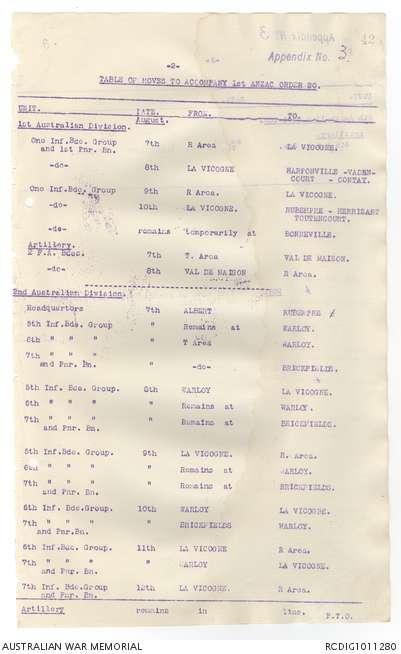 Appendix No. 3
12
-2-
TABLE OF MOVES TO ACCOMPANY 1st ANZAC ORDER NO.
UNIT. DATE. FROM. TO.
August.
1st Australian Division.
One Inf.Bde. Group and 1st Pnr. Bn. 7th R Area LA VICOGNE.
-do- 8th LA VICOGNE HARPONVILLE -VADEN-COURT - CONTAY.
One Inf.Bde. Group 9th R Area. LA VICOGNE.
-do- 10th LA VICOGNE. RUBEMPRE - HERRISART TOUTENCOURT.
-do- remains temporarily at BONNEVILLE.
Artillery.
2 F.A. Bdes. 7th T. Area VAL DE MAISON.
-do- 8th VAL DE MAISON R Area.
2nd Australian Division.
Headquarters 7th ALBERT RUBEMPRE
5th Inf.Bde. Group " Remains at WARLOY.
6th " " " " T Area WARLOY.
7th " " " and Pnr. Bn. " -do- BRICKFIELDS.
5th Inf. Bde. Group. 8th WARLOY LA VICOGNE.
6th " " " " Remains at WARLOY.
7th " " " and Pnr. Bn. " Remains at BRICKFIELDS.
5th Inf.Bde. Group. 9th LA VICOGNE. R. Area.
6th " " " " Remains at WARLOY.
7th " " " and Pnr. Bn. " Remains at BRICKFIELDS.
6th Inf.Bde. Group 10th WARLOY LA VICOGNE.
7th " " " and Pnr.Bn. " BRICKFIELDS WARLOY.
6th Inf.Bde. Group. 11th LA VICOGNE R Area.
7th " " " and Pnr. Bn. " WARLOY LA VICOGNE.
7th Inf. Bde.Group and Pnr. Bn. 12th LA VICOGNE. R Area.
Artillery remains in line.
P.T.O.
AUSTRALIAN WAR MEMORIAL RCDIG1011280